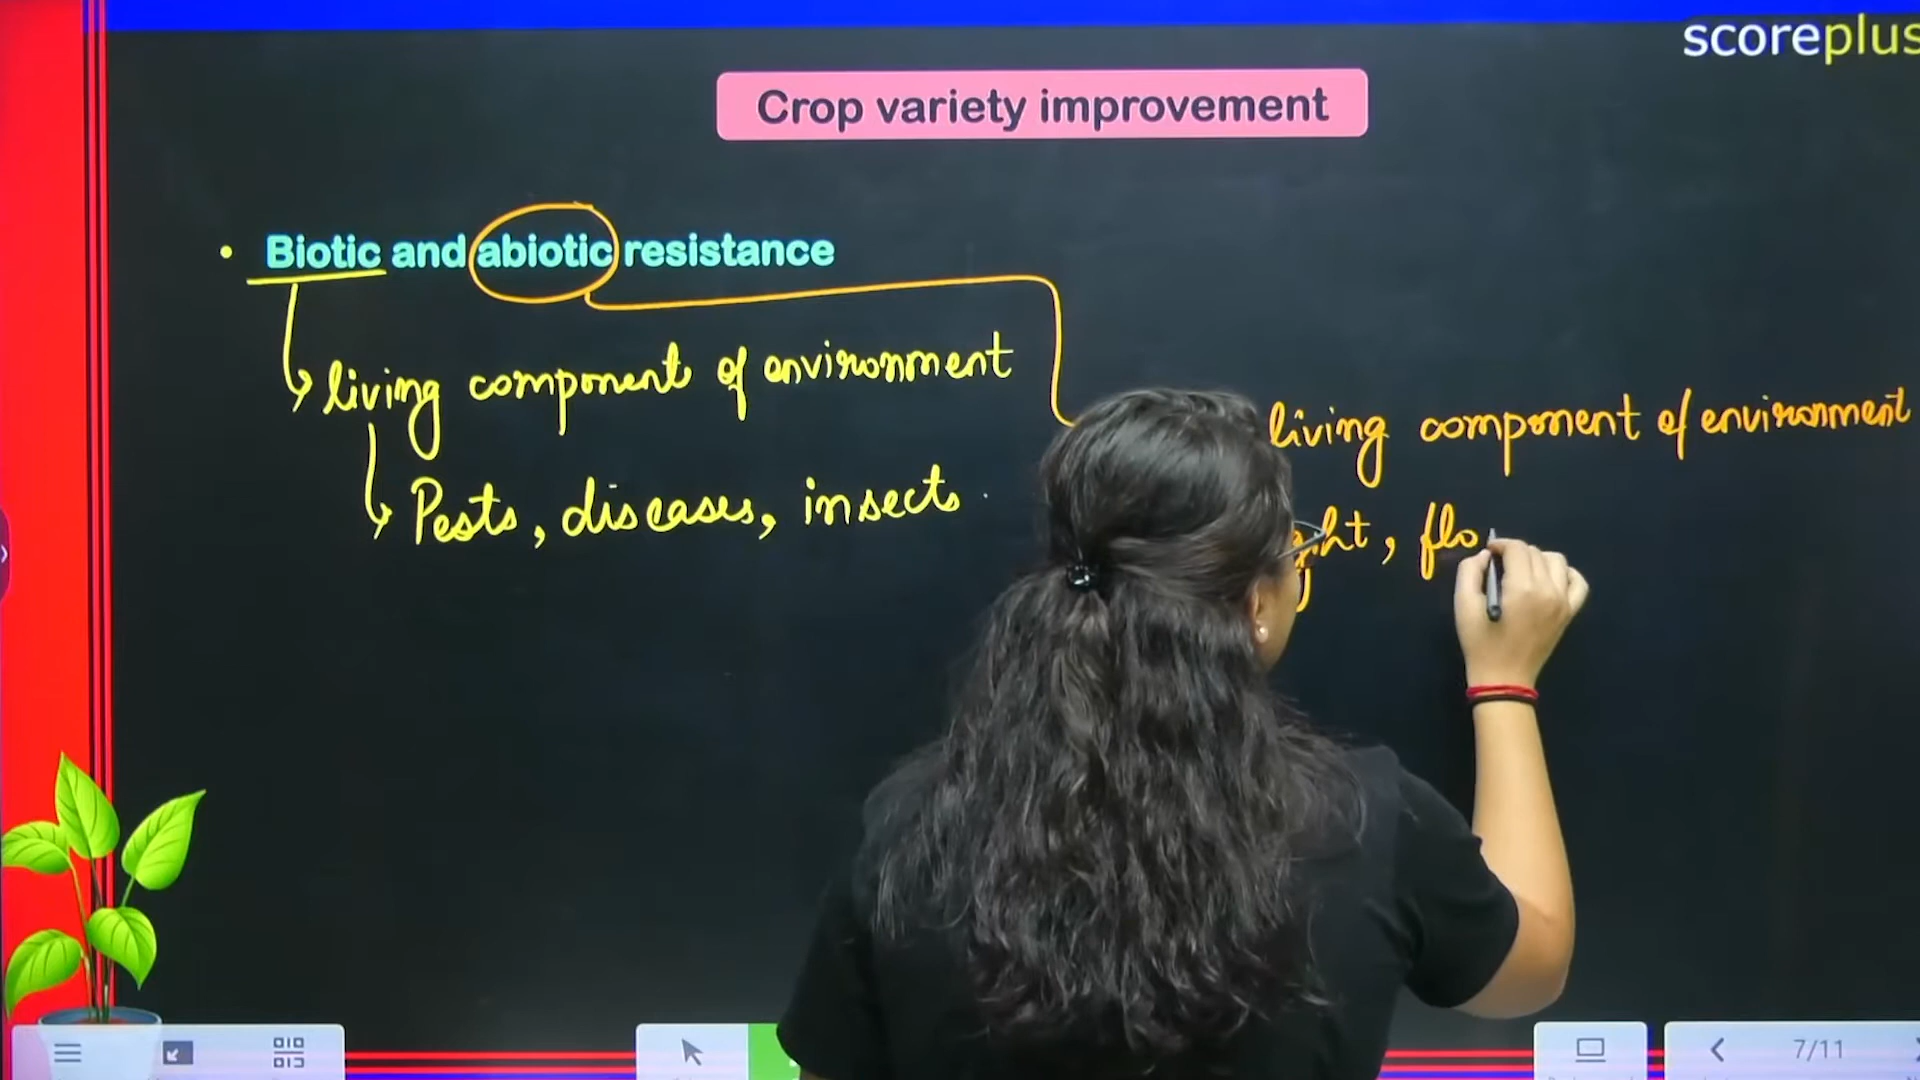 scoreplus
Crop variety improvement
• Biotic and abiotic resistance
living component of environment
Pests, diseases, insects
living component of environment
ght, flo
7/11